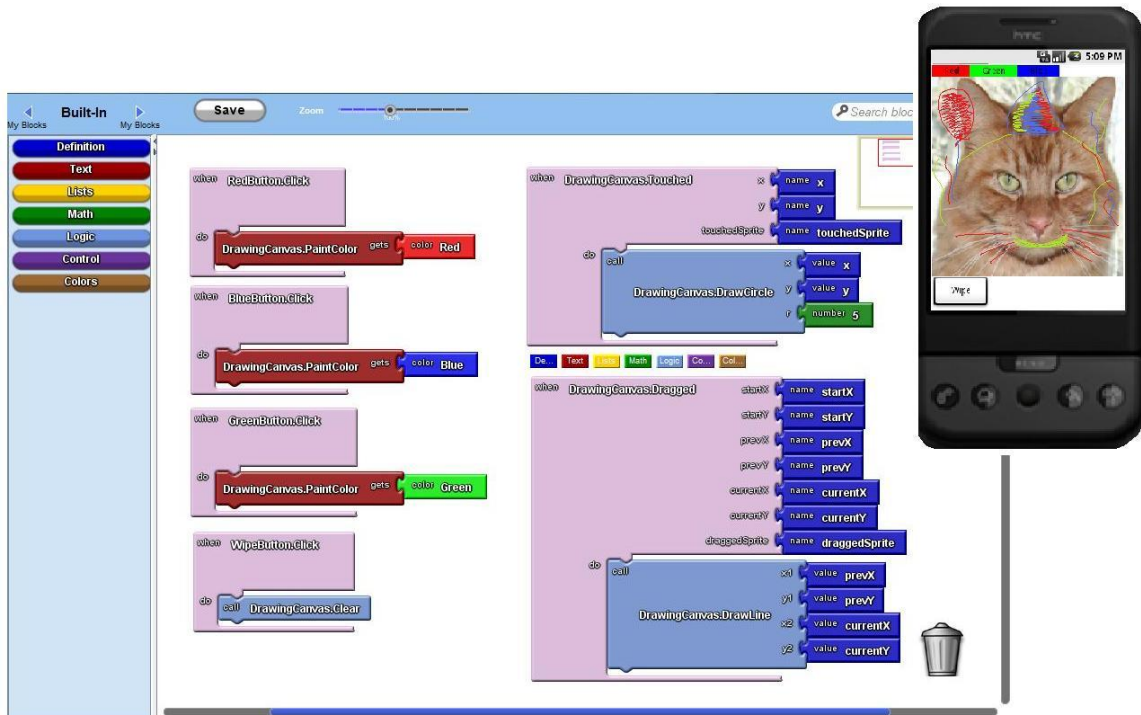 Built-In
My Blocks
My Blocks
Save
Zoom
Search bloc
Definition
Text
Lists
Math
Logic
Control
Colors
when RedButton.Click
do DrawingCanvas.PaintColor gets color Red
when BlueButton.Click
do DrawingCanvas.PaintColor gets color Blue
when GreenButton.Click
do DrawingCanvas.PaintColor gets color Green
when WipeButton.Click
do call DrawingCanvas.Clear
when DrawingCanvas.Touched x name x
y name y
touchedSprite name touchedSprite
do call x value x
DrawingCanvas.DrawCircle y value y
r number 5
De... Text Lists Math Logic Co... Col...
when DrawingCanvas.Dragged startX name startX
startY name startY
prevX name prevX
prevY name prevY
currentX name currentX
currentY name currentY
draggedSprite name draggedSprite
do call x1 value prevX
y1 value prevY
DrawingCanvas.DrawLine
x2 value currentX
y2 value currentY
htc
5:09 PM
Green
Wipe